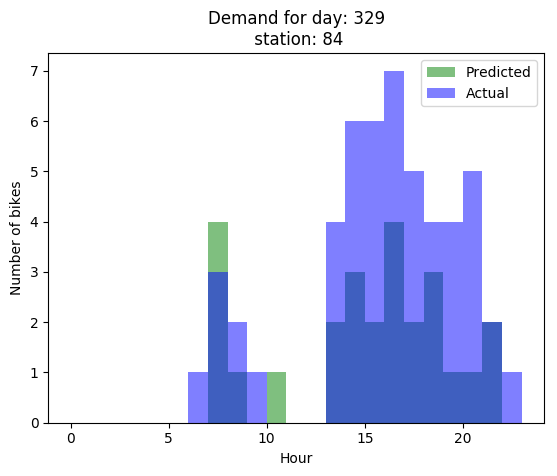 Demand for day: 329
station: 84
Predicted
Actual
Number of bikes
7
6
5
4
3
2
1
0
0 5 10 15 20
Hour